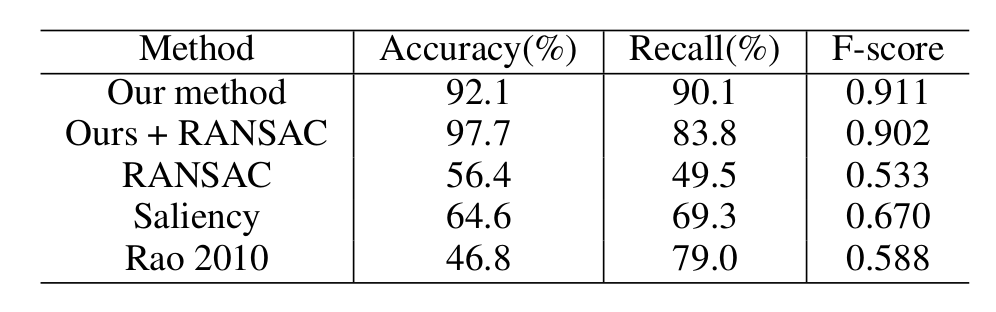 Method Accuracy(%) Recall(%) F-score
Our method 92.1 90.1 0.911
Ours + RANSAC 97.7 83.8 0.902
RANSAC 56.4 49.5 0.533
Saliency 64.6 69.3 0.670
Rao 2010 46.8 79.0 0.588